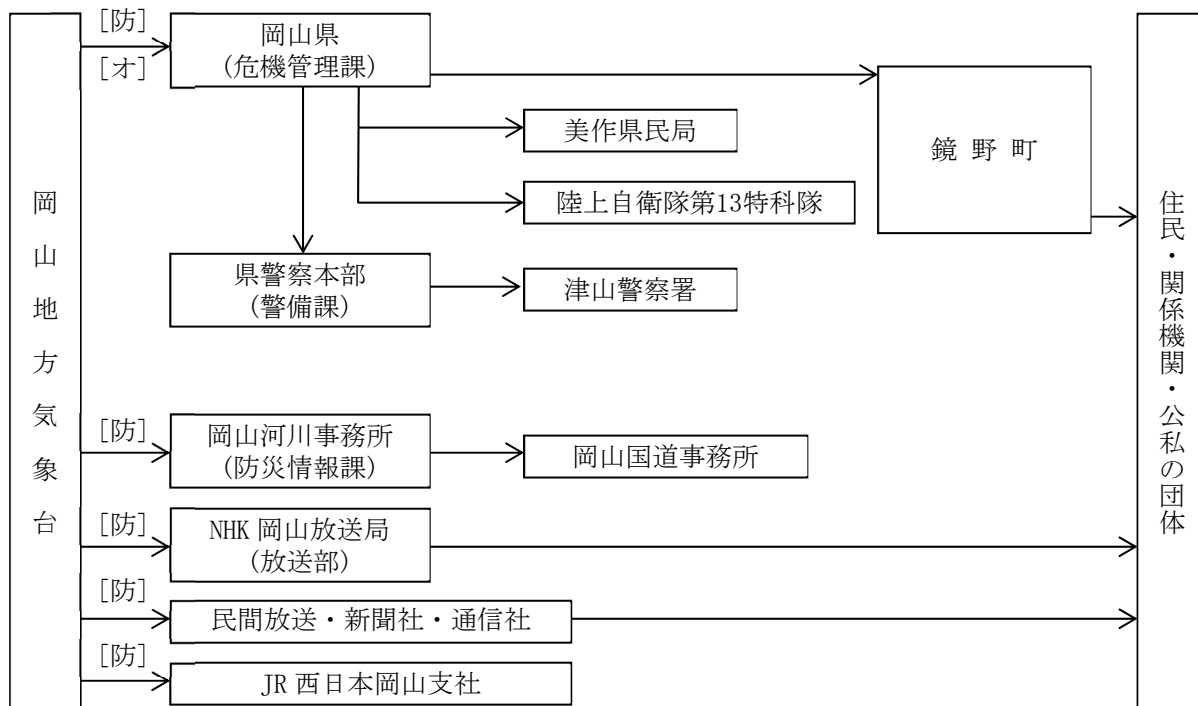 岡山地方気象台
[防]
[オ]
岡山県
(危機管理課)
美作県民局
陸上自衛隊第13特科隊
鏡野町
県警察本部
(警備課)
津山警察署
[防]
岡山河川事務所
(防災情報課)
岡山国道事務所
[防]
NHK 岡山放送局
(放送部)
[防]
民間放送・新聞社・通信社
[防]
JR 西日本岡山支社
住民・関係機関・公私の団体